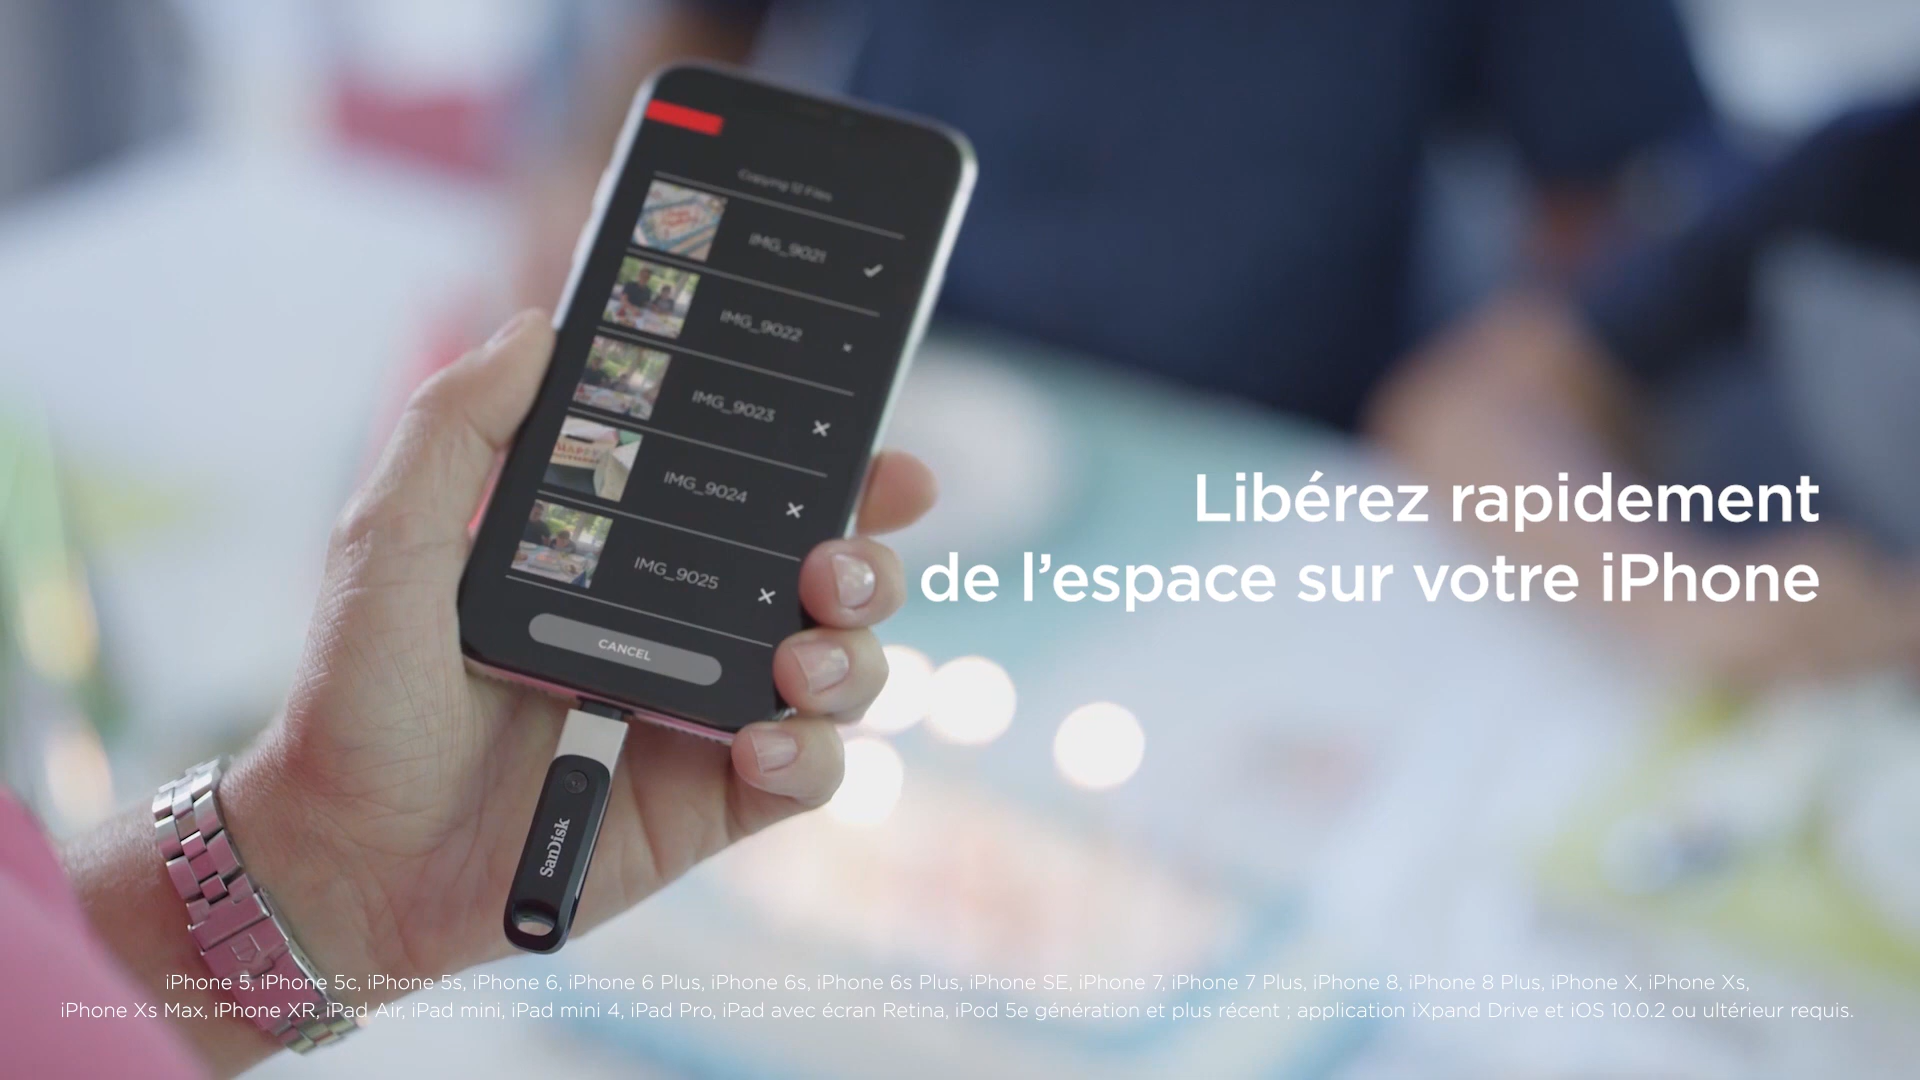 Copying 12 Files
IMG_9021
IMG_9022
IMG_9023
IMG_9024
IMG_9025
CANCEL
SanDisk
Libérez rapidement
de l’espace sur votre iPhone
iPhone 5, iPhone 5c, iPhone 5s, iPhone 6, iPhone 6 Plus, iPhone 6s, iPhone 6s Plus, iPhone SE, iPhone 7, iPhone 7 Plus, iPhone 8, iPhone 8 Plus, iPhone X, iPhone Xs,
iPhone Xs Max, iPhone XR, iPad Air, iPad mini, iPad mini 4, iPad Pro, iPad avec écran Retina, iPod 5e génération et plus récent ; application iXpand Drive et iOS 10.0.2 ou ultérieur requis.